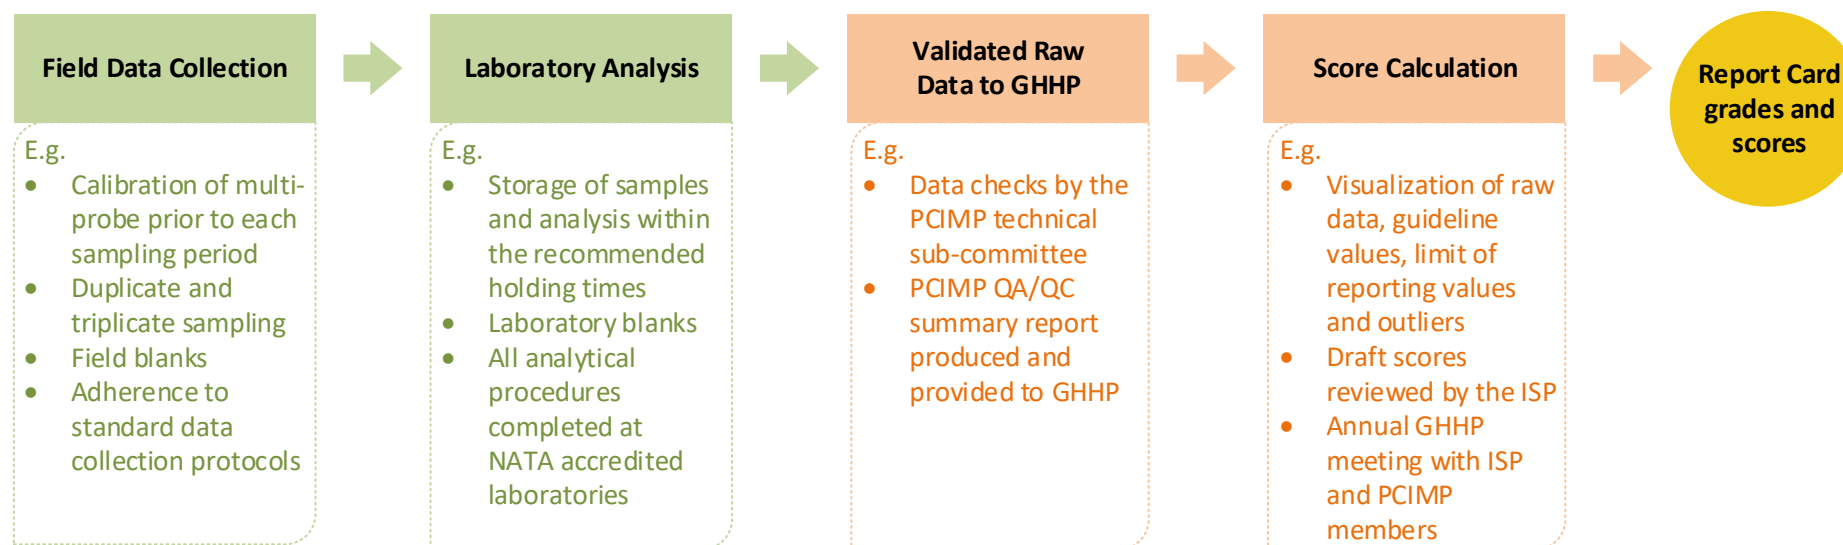 Field Data Collection
E.g.
• Calibration of multi-
probe prior to each
sampling period
• Duplicate and
triplicate sampling
• Field blanks
• Adherence to
standard data
collection protocols
Laboratory Analysis
E.g.
• Storage of samples
and analysis within
the recommended
holding times
• Laboratory blanks
• All analytical
procedures
completed at
NATA accredited
laboratories
Validated Raw
Data to GHHP
E.g.
• Data checks by the
PCIMP technical
sub-committee
• PCIMP QA/QC
summary report
produced and
provided to GHHP
Score Calculation
E.g.
• Visualization of raw
data, guideline
values, limit of
reporting values
and outliers
• Draft scores
reviewed by the ISP
• Annual GHHP
meeting with ISP
and PCIMP
members
Report Card
grades and
scores